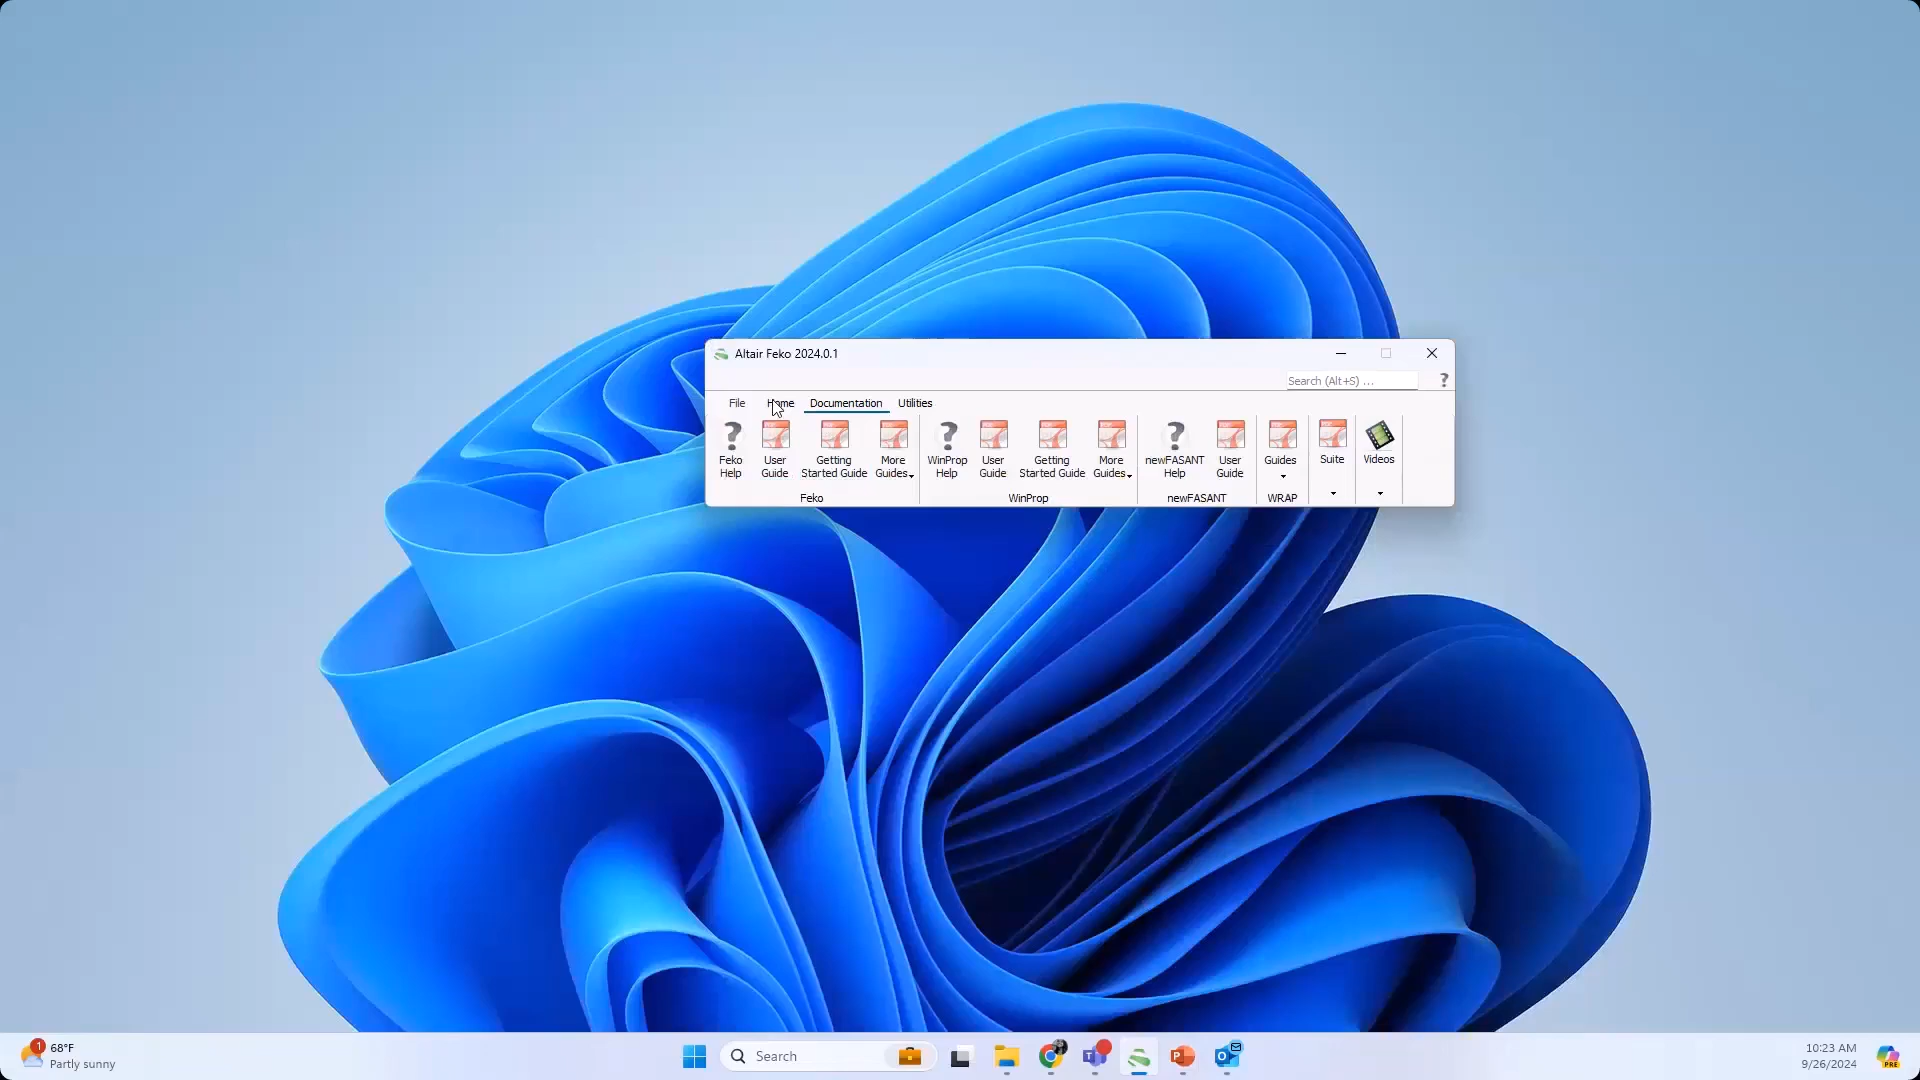 Altair Feko 2024.0.1
Search (Alt+S) ...
?
File Home Documentation Utilities
Feko Help
User Guide
Getting Started Guide
More Guides
Feko
WinProp Help
User Guide
Getting Started Guide
More Guides
WinProp
newFASANT Help
User Guide
newFASANT
Guides
WRAP
Suite
Videos
1
68°F
Partly sunny
Search
10:23 AM
9/26/2024
PRE